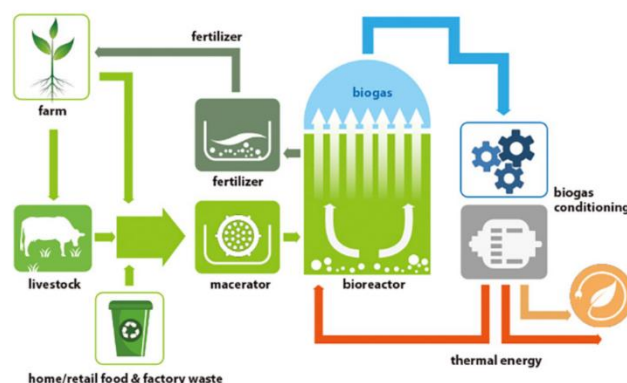 fertilizer
farm
biogas
fertilizer
biogas
conditioning
livestock
macerator
bioreactor
thermal energy
home/retail food & factory waste